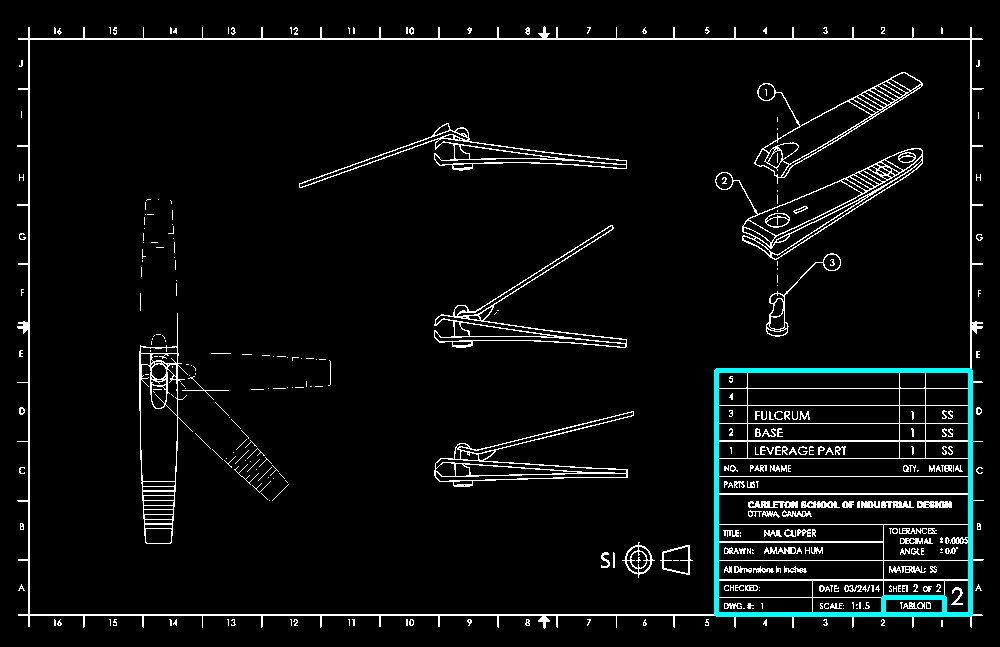 16 15 14 13 12 11 10 9 8 7 6 5 4 3 2 1
J J
I I
H H
G G
F F
E E
D D
C C
B B
A A
1
2
3
5
4
3 FULCRUM 1 SS
2 BASE 1 SS
1 LEVERAGE PART 1 SS
NO. PART NAME QTY. MATERIAL
PARTS LIST
CARLETON SCHOOL OF INDUSTRIAL DESIGN
OTTAWA, CANADA
TITLE: NAIL CLIPPER
TOLERANCES:
DECIMAL ±0.0005
ANGLE ±0.0°
DRAWN: AMANDA HUM
All Dimensions in Inches
MATERIAL: SS
CHECKED: DATE: 03/24/14 SHEET 2 OF 2
DWG. #: 1 SCALE: 1:1.5 TABLOID 2
SI
16 15 14 13 12 11 10 9 8 7 6 5 4 3 2 1